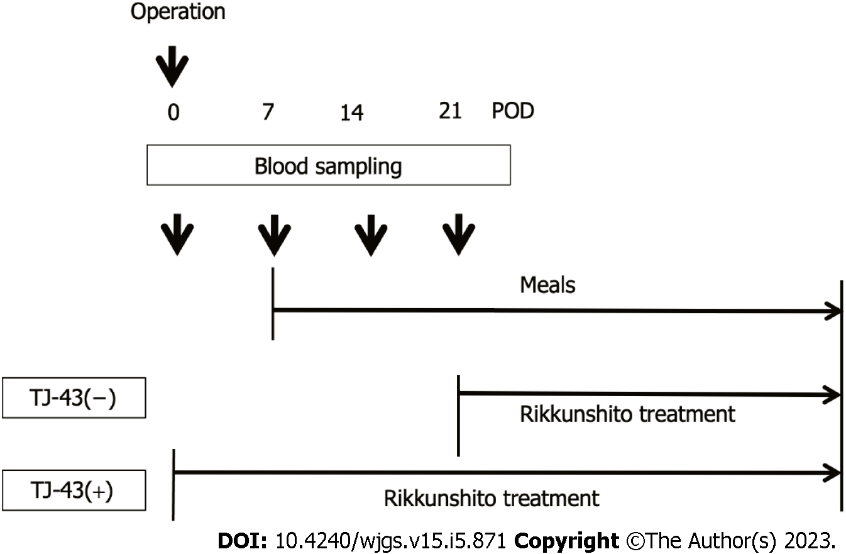 Operation
0 7 14 21 POD
Blood sampling
Meals
TJ-43(−)
Rikkunshito treatment
TJ-43(+)
Rikkunshito treatment
DOI: 10.4240/wjgs.v15.i5.871 Copyright ©The Author(s) 2023.